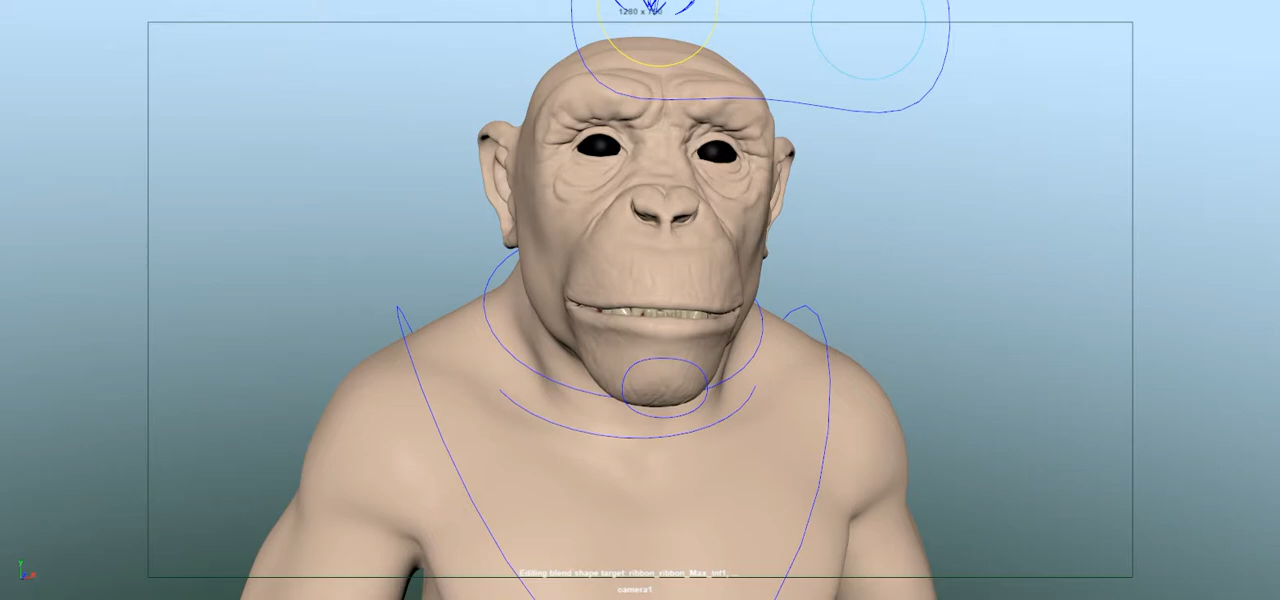 Editing blend shape target: ribbon_ribbon_Max_inf1, ...
camera1